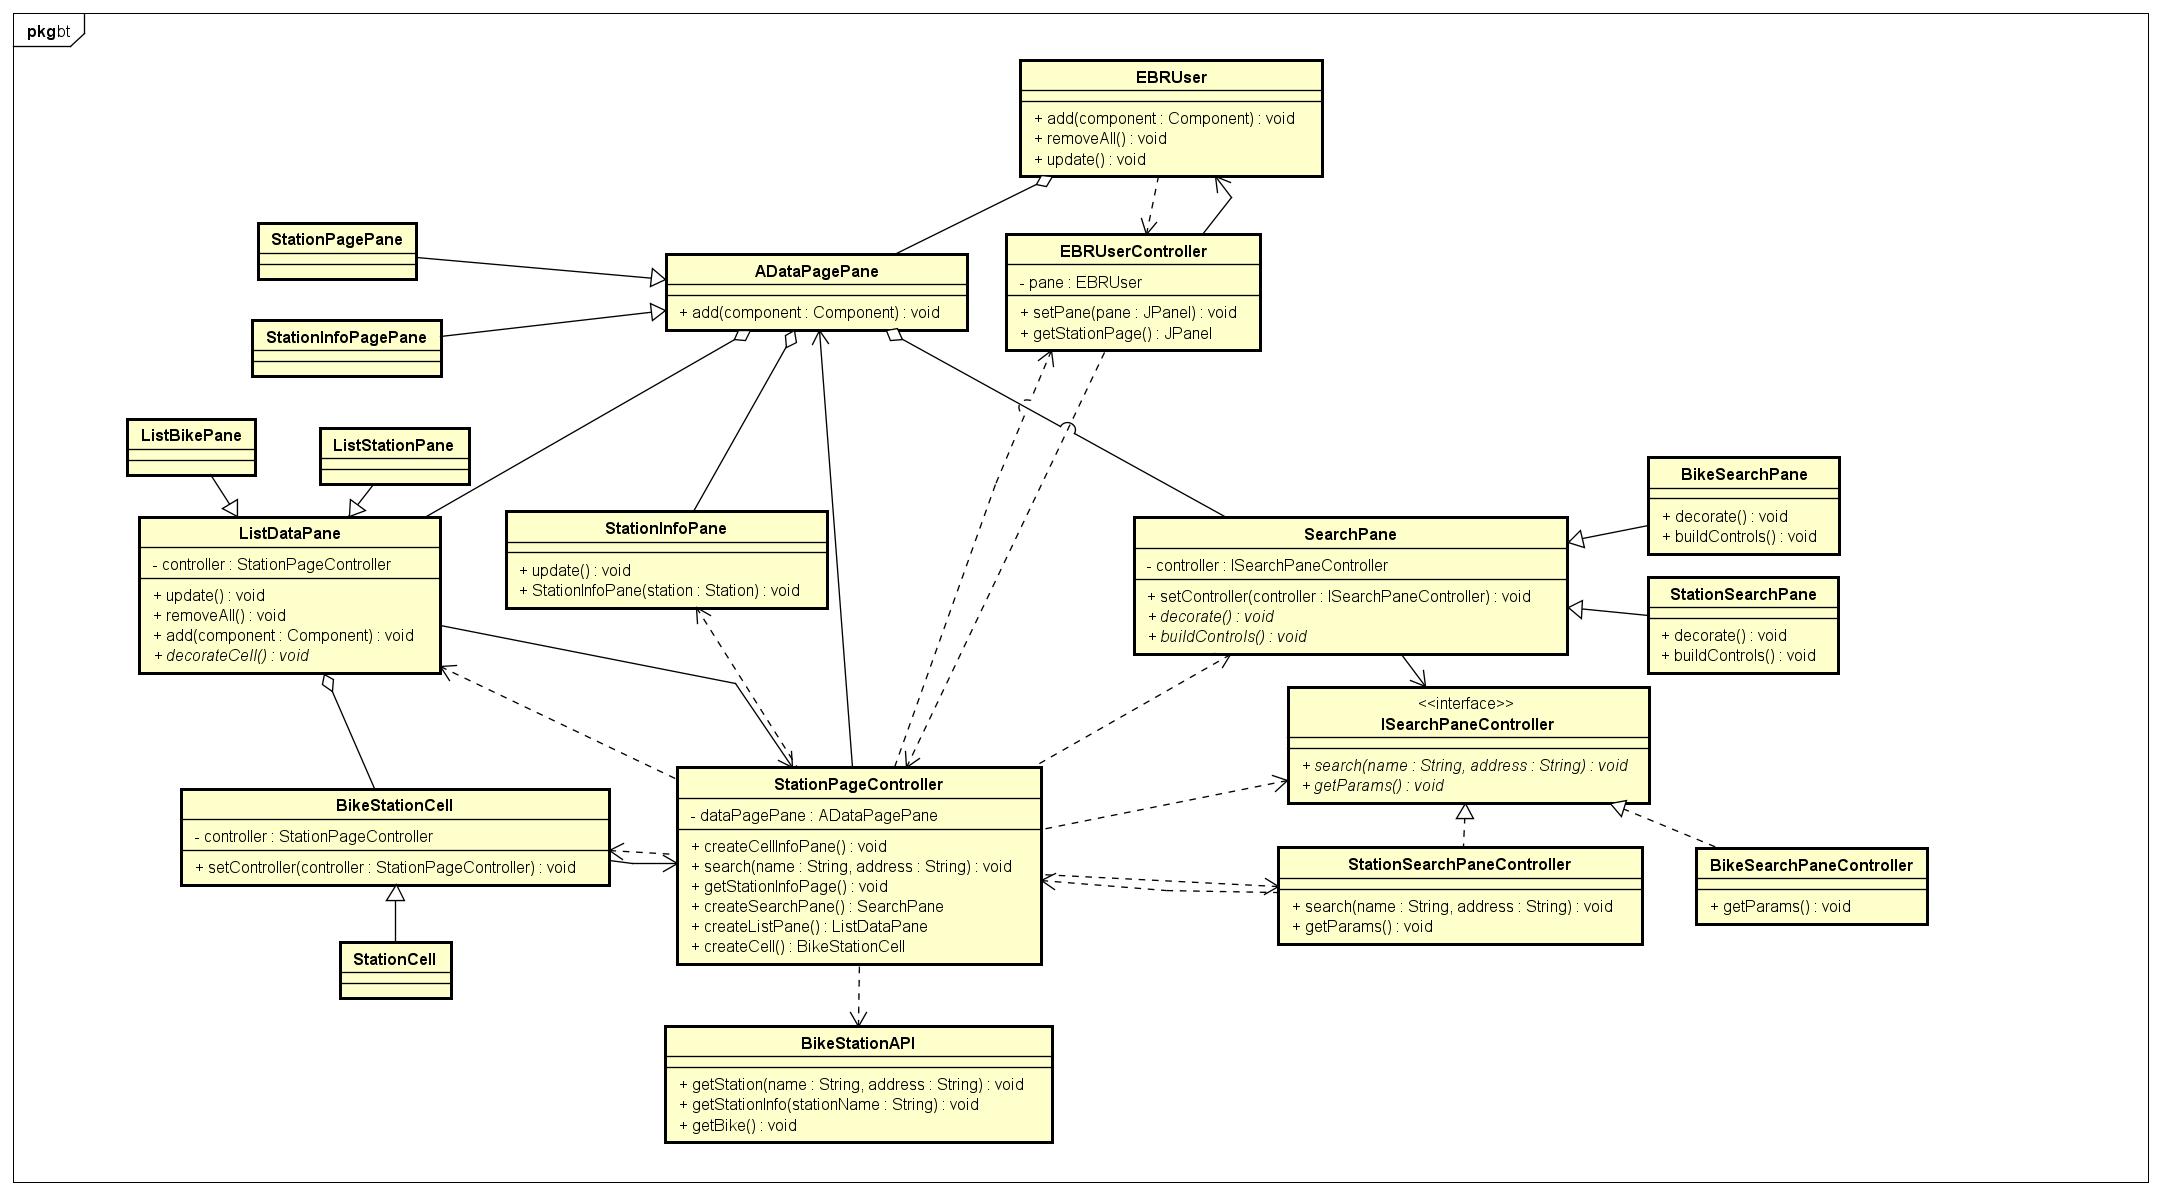 pkg bt
EBRUser
+ add(component : Component) : void
+ removeAll() : void
+ update() : void
StationPagePane
ADataPagePane
+ add(component : Component) : void
EBRUserController
- pane : EBRUser
+ setPane(pane : JPanel) : void
+ getStationPage() : JPanel
StationInfoPagePane
ListBikePane
ListStationPane
ListDataPane
- controller : StationPageController
+ update() : void
+ removeAll() : void
+ add(component : Component) : void
+ decorateCell() : void
StationInfoPane
+ update() : void
+ StationInfoPane(station : Station) : void
SearchPane
- controller : ISearchPaneController
+ setController(controller : ISearchPaneController) : void
+ decorate() : void
+ buildControls() : void
BikeSearchPane
+ decorate() : void
+ buildControls() : void
StationSearchPane
+ decorate() : void
+ buildControls() : void
<<interface>>
ISearchPaneController
+ search(name : String, address : String) : void
+ getParams() : void
BikeStationCell
- controller : StationPageController
+ setController(controller : StationPageController) : void
StationPageController
- dataPagePane : ADataPagePane
+ createCellInfoPane() : void
+ search(name : String, address : String) : void
+ getStationInfoPage() : void
+ createSearchPane() : SearchPane
+ createListPane() : ListDataPane
+ createCell() : BikeStationCell
StationSearchPaneController
+ search(name : String, address : String) : void
+ getParams() : void
BikeSearchPaneController
+ getParams() : void
StationCell
BikeStationAPI
+ getStation(name : String, address : String) : void
+ getStationInfo(stationName : String) : void
+ getBike() : void